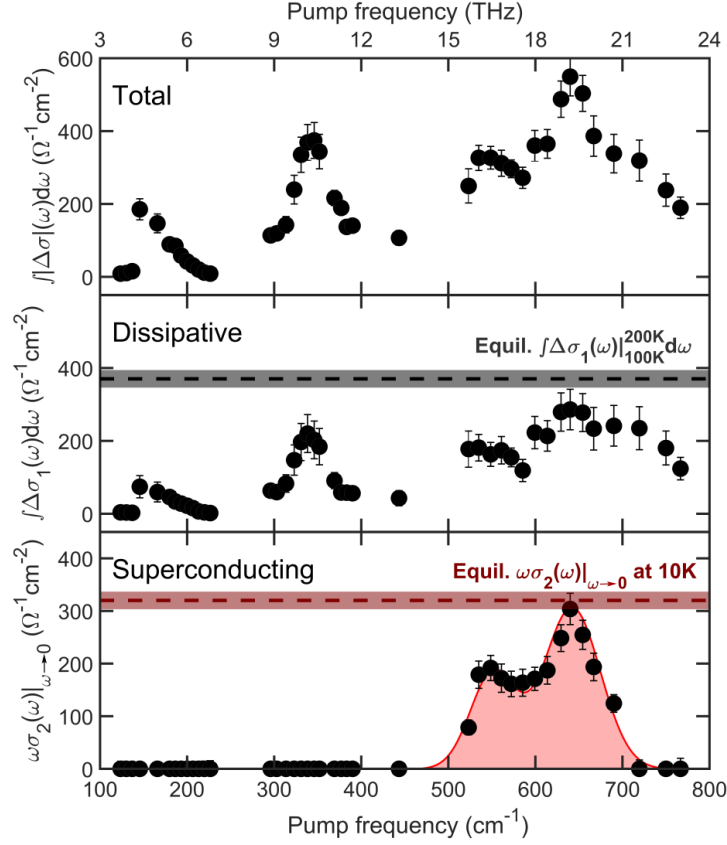 Pump frequency (THz)
3 6 9 12 15 18 21 24
600
400
200
0
∫|Δσ|(ω)dω (Ω⁻¹cm⁻²)
Total
Dissipative
Equil. ∫Δσ₁(ω)|²⁰⁰ᴷ₁₀₀ₖdω
400
200
0
∫Δσ₁(ω)dω (Ω⁻¹cm⁻²)
Superconducting
Equil. ωσ₂(ω)|ω→0 at 10K
400
300
200
100
0
ωσ₂(ω)|ω→0 (Ω⁻¹cm⁻²)
100 200 300 400 500 600 700 800
Pump frequency (cm⁻¹)